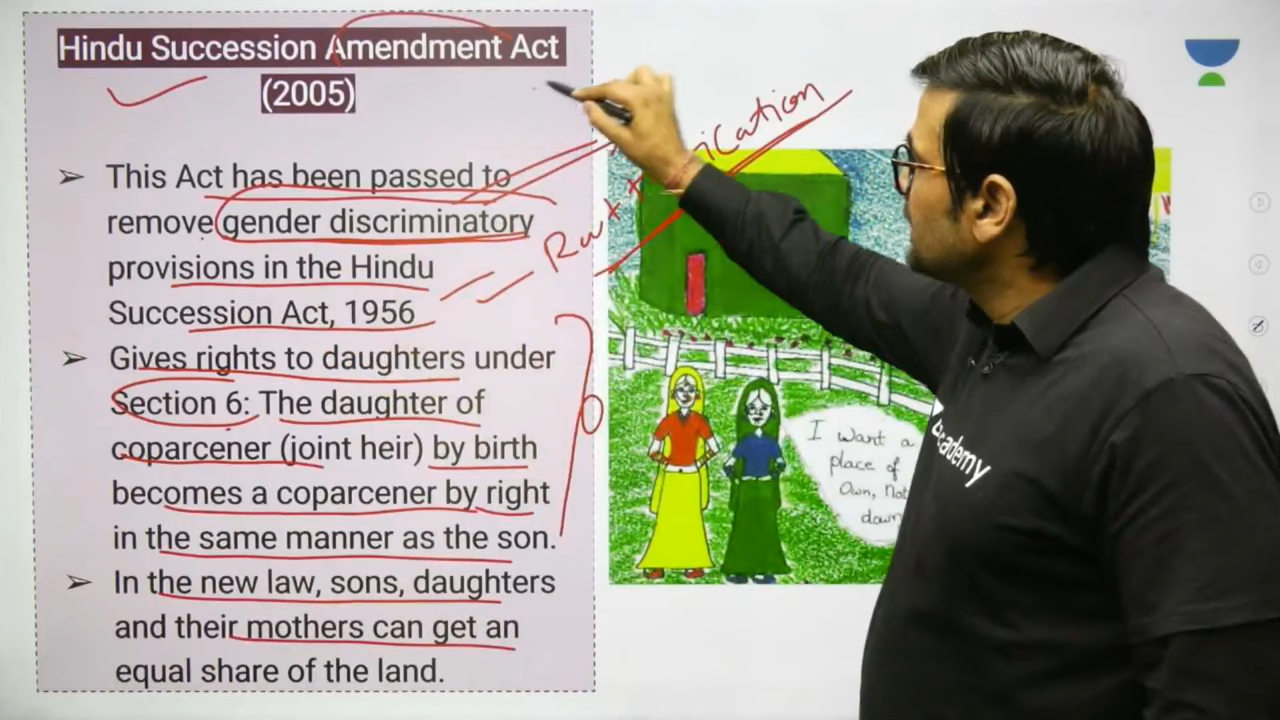 Hindu Succession Amendment Act
(2005)
➢ This Act has been passed to
remove gender discriminatory
provisions in the Hindu
Succession Act, 1956
➢ Gives rights to daughters under
Section 6: The daughter of
coparcener (joint heir) by birth
becomes a coparcener by right
in the same manner as the son.
➢ In the new law, sons, daughters
and their mothers can get an
equal share of the land.
I want a
place of
own, not